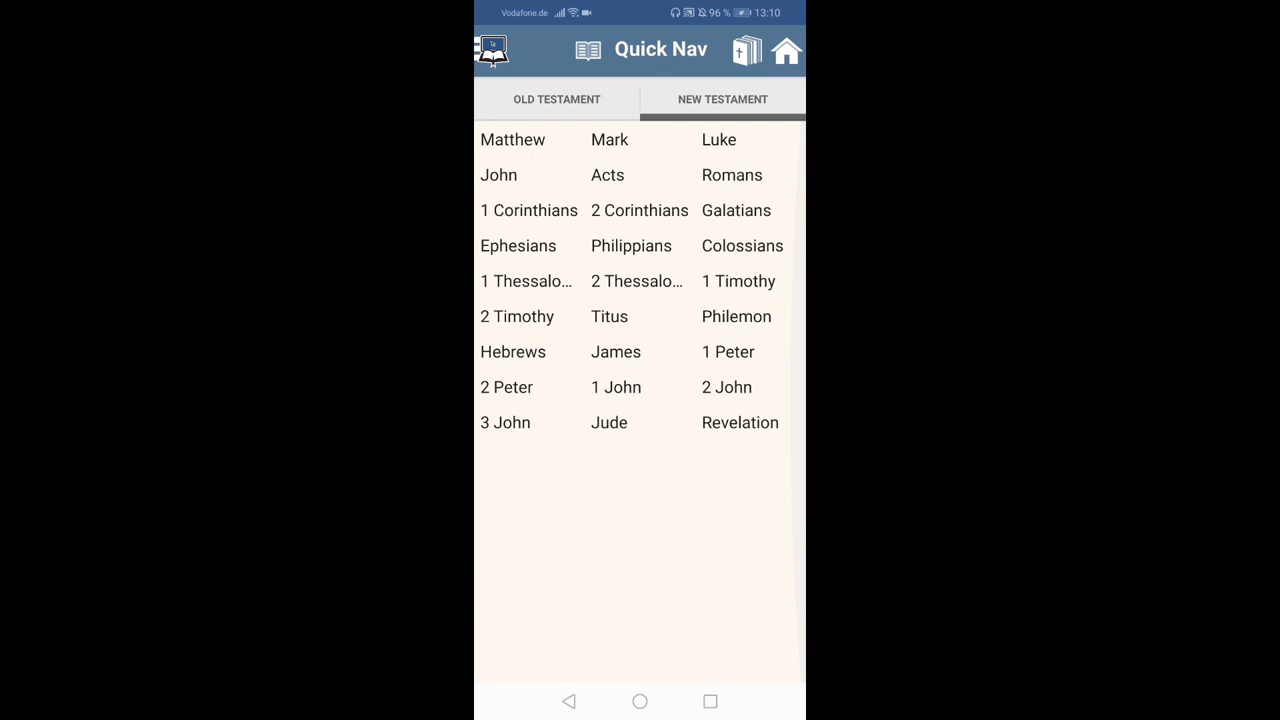 Vodafone.de 96 % 13:10
Quick Nav
OLD TESTAMENT NEW TESTAMENT
Matthew Mark Luke
John Acts Romans
1 Corinthians 2 Corinthians Galatians
Ephesians Philippians Colossians
1 Thessalo... 2 Thessalo... 1 Timothy
2 Timothy Titus Philemon
Hebrews James 1 Peter
2 Peter 1 John 2 John
3 John Jude Revelation